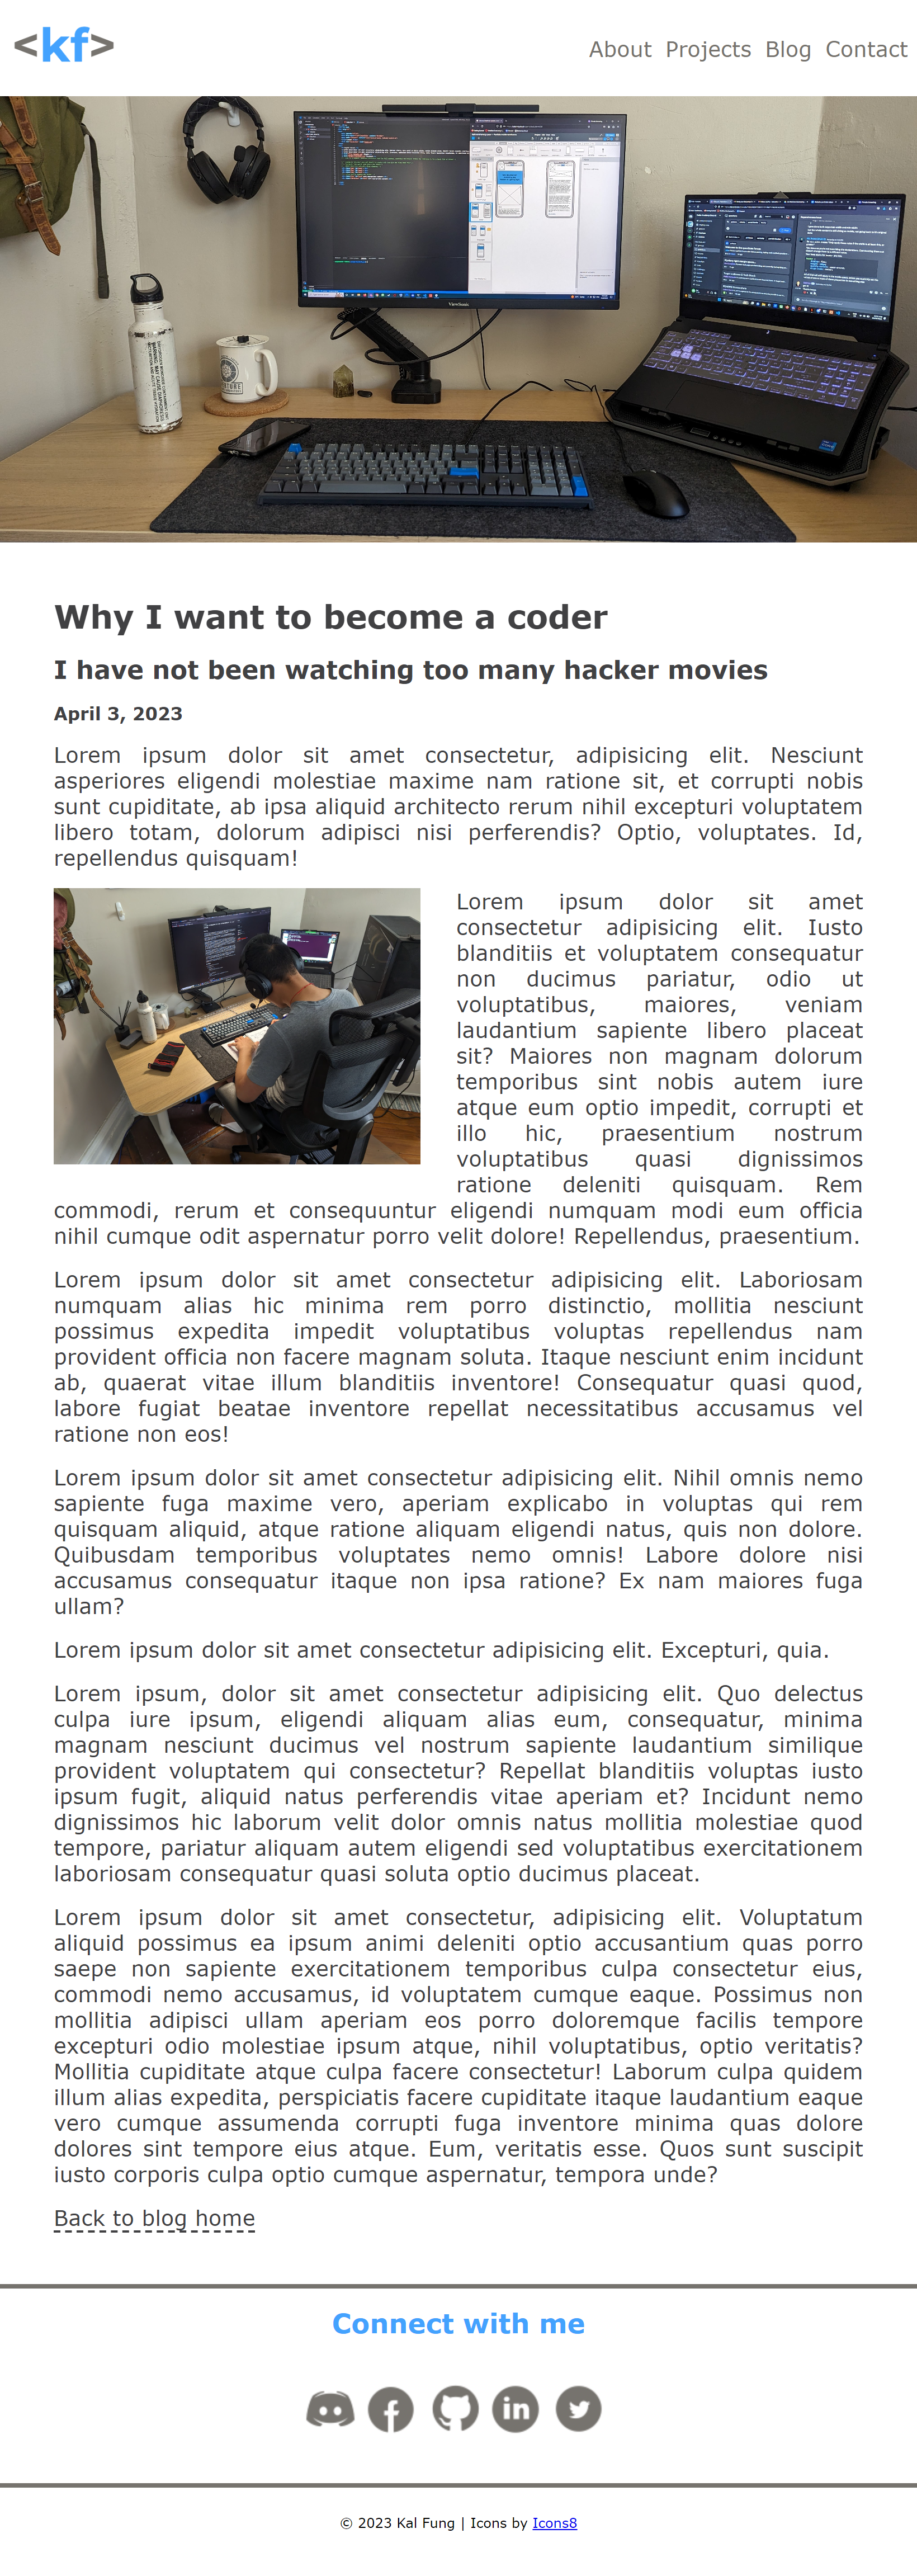 <kf>
About Projects Blog Contact
ViewSonic
Why I want to become a coder
I have not been watching too many hacker movies
April 3, 2023
Lorem ipsum dolor sit amet consectetur, adipisicing elit. Nesciunt
asperiores eligendi molestiae maxime nam ratione sit, et corrupti nobis
sunt cupiditate, ab ipsa aliquid architecto rerum nihil excepturi voluptatem
libero totam, dolorum adipisci nisi perferendis? Optio, voluptates. Id,
repellendus quisquam!
Lorem ipsum dolor sit amet
consectetur adipisicing elit. Iusto
blanditiis et voluptatem consequatur
non ducimus pariatur, odio ut
voluptatibus, maiores, veniam
laudantium sapiente libero placeat
sit? Maiores non magnam dolorum
temporibus sint nobis autem iure
atque eum optio impedit, corrupti et
illo hic, praesentium nostrum
voluptatibus quasi dignissimos
ratione deleniti quisquam. Rem
commodi, rerum et consequuntur eligendi numquam modi eum officia
nihil cumque odit aspernatur porro velit dolore! Repellendus, praesentium.
Lorem ipsum dolor sit amet consectetur adipisicing elit. Laboriosam
numquam alias hic minima rem porro distinctio, mollitia nesciunt
possimus expedita impedit voluptatibus voluptas repellendus nam
provident officia non facere magnam soluta. Itaque nesciunt enim incidunt
ab, quaerat vitae illum blanditiis inventore! Consequatur quasi quod,
labore fugiat beatae inventore repellat necessitatibus accusamus vel
ratione non eos!
Lorem ipsum dolor sit amet consectetur adipisicing elit. Nihil omnis nemo
sapiente fuga maxime vero, aperiam explicabo in voluptas qui rem
quisquam aliquid, atque ratione aliquam eligendi natus, quis non dolore.
Quibusdam temporibus voluptates nemo omnis! Labore dolore nisi
accusamus consequatur itaque non ipsa ratione? Ex nam maiores fuga
ullam?
Lorem ipsum dolor sit amet consectetur adipisicing elit. Excepturi, quia.
Lorem ipsum, dolor sit amet consectetur adipisicing elit. Quo delectus
culpa iure ipsum, eligendi aliquam alias eum, consequatur, minima
magnam nesciunt ducimus vel nostrum sapiente laudantium similique
provident voluptatem qui consectetur? Repellat blanditiis voluptas iusto
ipsum fugit, aliquid natus perferendis vitae aperiam et? Incidunt nemo
dignissimos hic laborum velit dolor omnis natus mollitia molestiae quod
tempore, pariatur aliquam autem eligendi sed voluptatibus exercitationem
laboriosam consequatur quasi soluta optio ducimus placeat.
Lorem ipsum dolor sit amet consectetur, adipisicing elit. Voluptatum
aliquid possimus ea ipsum animi deleniti optio accusantium quas porro
saepe non sapiente exercitationem temporibus culpa consectetur eius,
commodi nemo accusamus, id voluptatem cumque eaque. Possimus non
mollitia adipisci ullam aperiam eos porro doloremque facilis tempore
excepturi odio molestiae ipsum atque, nihil voluptatibus, optio veritatis?
Mollitia cupiditate atque culpa facere consectetur! Laborum culpa quidem
illum alias expedita, perspiciatis facere cupiditate itaque laudantium eaque
vero cumque assumenda corrupti fuga inventore minima quas dolore
dolores sint tempore eius atque. Eum, veritatis esse. Quos sunt suscipit
iusto corporis culpa optio cumque aspernatur, tempora unde?
Back to blog home
Connect with me
in
© 2023 Kal Fung | Icons by Icons8